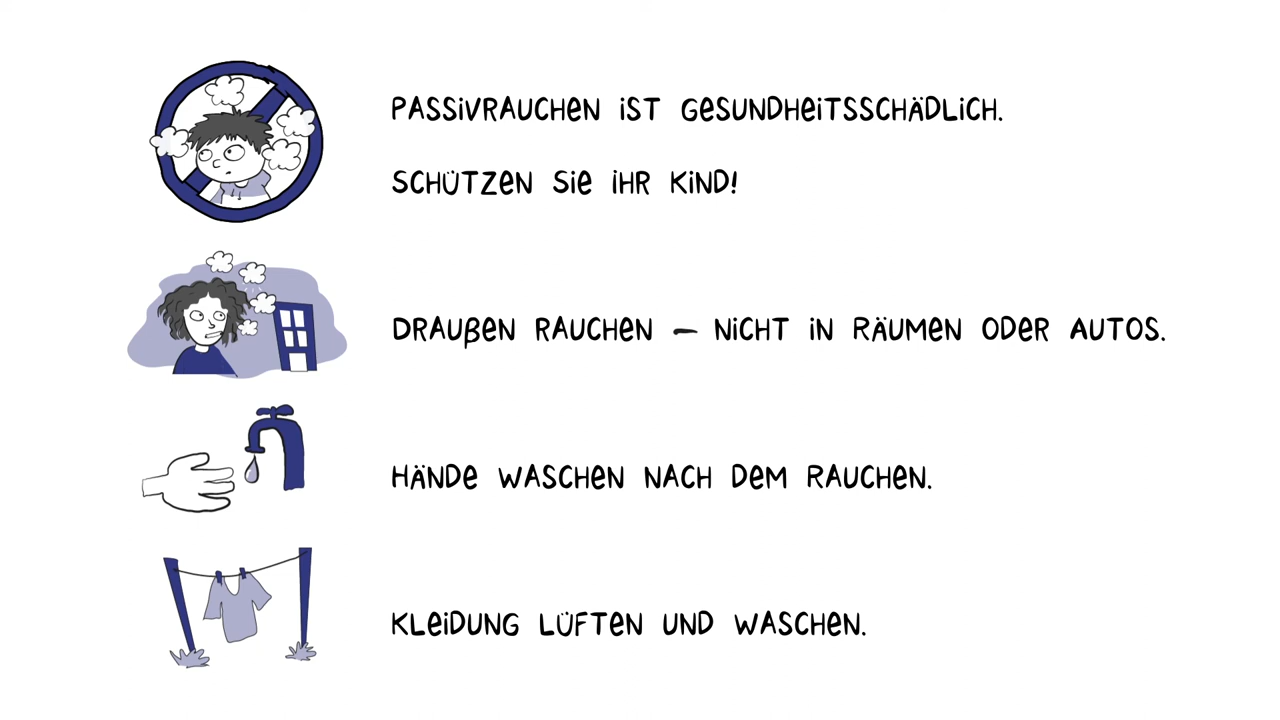 PASSIVRAUCHEN IST GESUNDHEITSSCHÄDLICH.
SCHÜTZEN SIE IHR KIND!
DRAUßEN RAUCHEN – NICHT IN RÄUMEN ODER AUTOS.
HÄNDE WASCHEN NACH DEM RAUCHEN.
KLEIDUNG LÜFTEN UND WASCHEN.